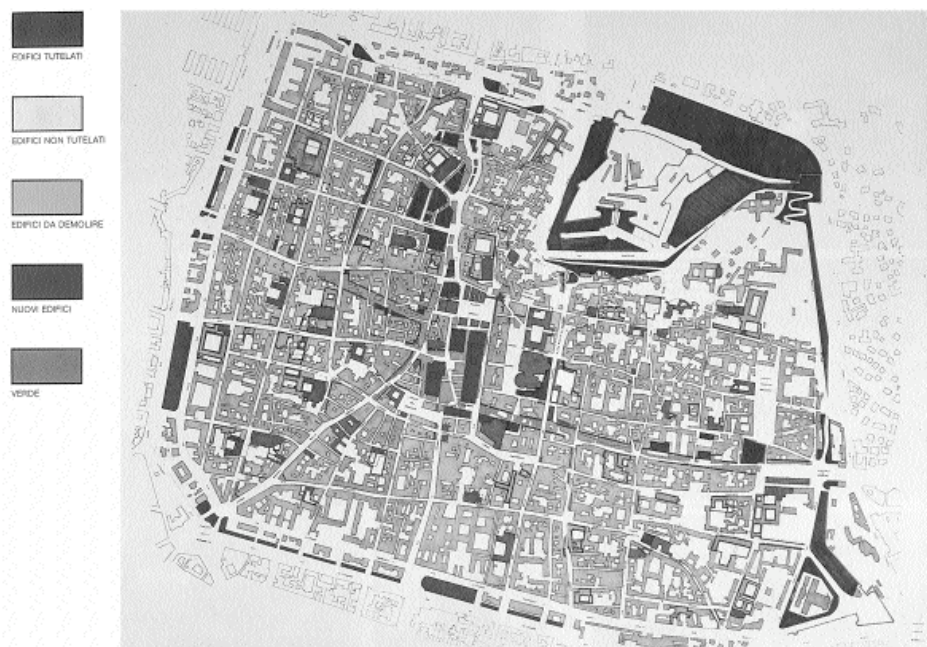 EDIFICI TUTELATI
EDIFICI NON TUTELATI
EDIFICI DA DEMOLIRE
NUOVI EDIFICI
VERDE